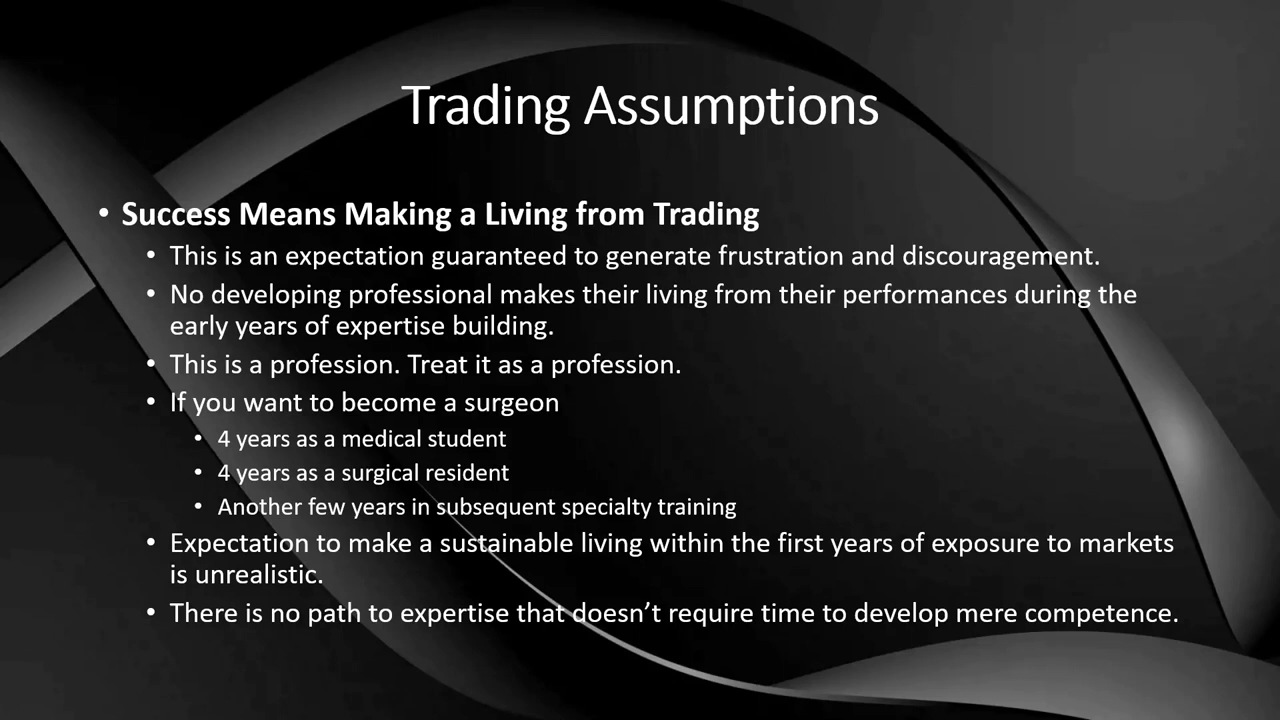 Trading Assumptions
• Success Means Making a Living from Trading
• This is an expectation guaranteed to generate frustration and discouragement.
• No developing professional makes their living from their performances during the
early years of expertise building.
• This is a profession. Treat it as a profession.
• If you want to become a surgeon
• 4 years as a medical student
• 4 years as a surgical resident
• Another few years in subsequent specialty training
• Expectation to make a sustainable living within the first years of exposure to markets
is unrealistic.
• There is no path to expertise that doesn’t require time to develop mere competence.